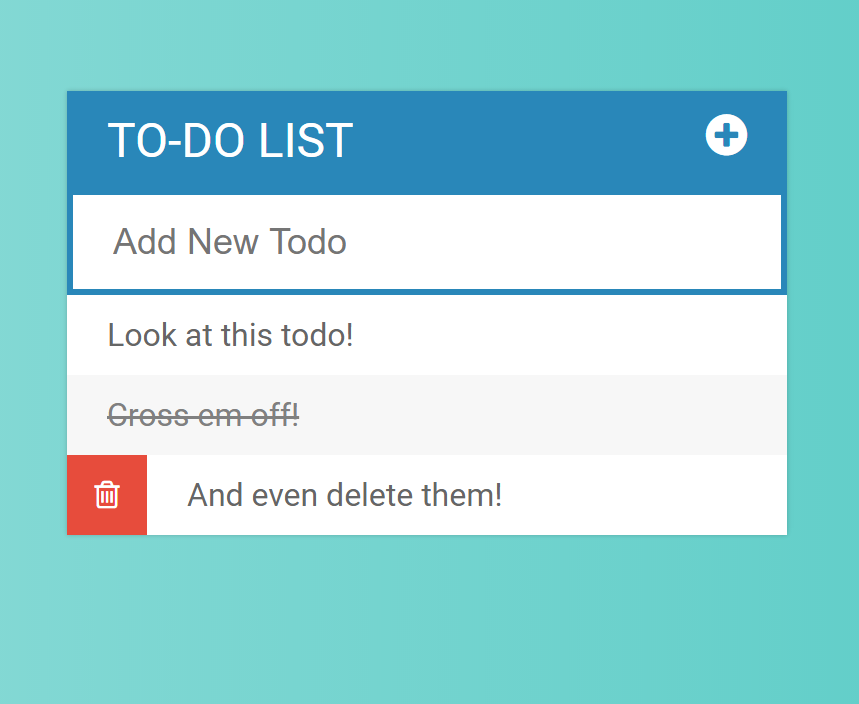 TO-DO LIST
Add New Todo
Look at this todo!
Cross em off!
And even delete them!